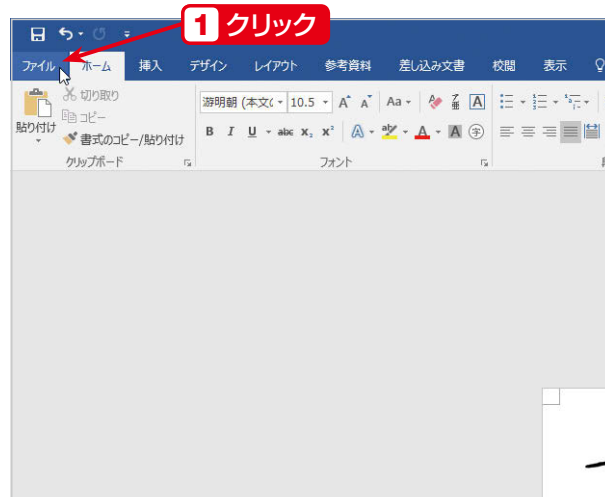 1 クリック
ファイル ホーム 挿入 デザイン レイアウト 参考資料 差し込み文書 校閲 表示
貼り付け
切り取り
コピー
書式のコピー/貼り付け
クリップボード
游明朝 (本文( 10.5 A A Aa A
B I U abc X₂ X² A aby A A 字
フォント